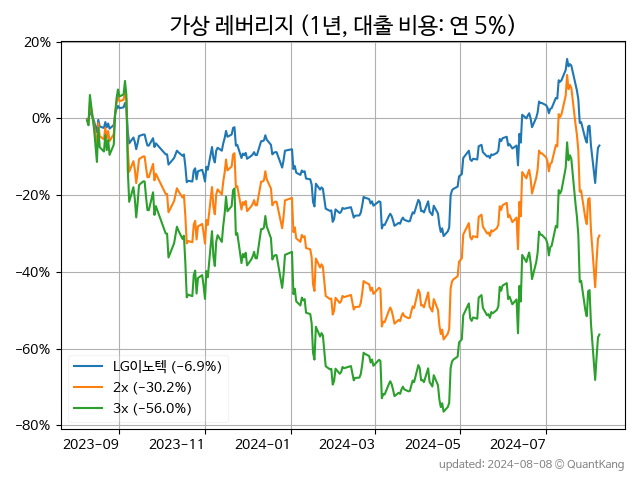 가상 레버리지 (1년, 대출 비용: 연 5%)
20%
0%
−20%
−40%
−60%
−80%
LG이노텍 (−6.9%)
2x (−30.2%)
3x (−56.0%)
2023-09 2023-11 2024-01 2024-03 2024-05 2024-07
updated: 2024-08-08 © QuantKang